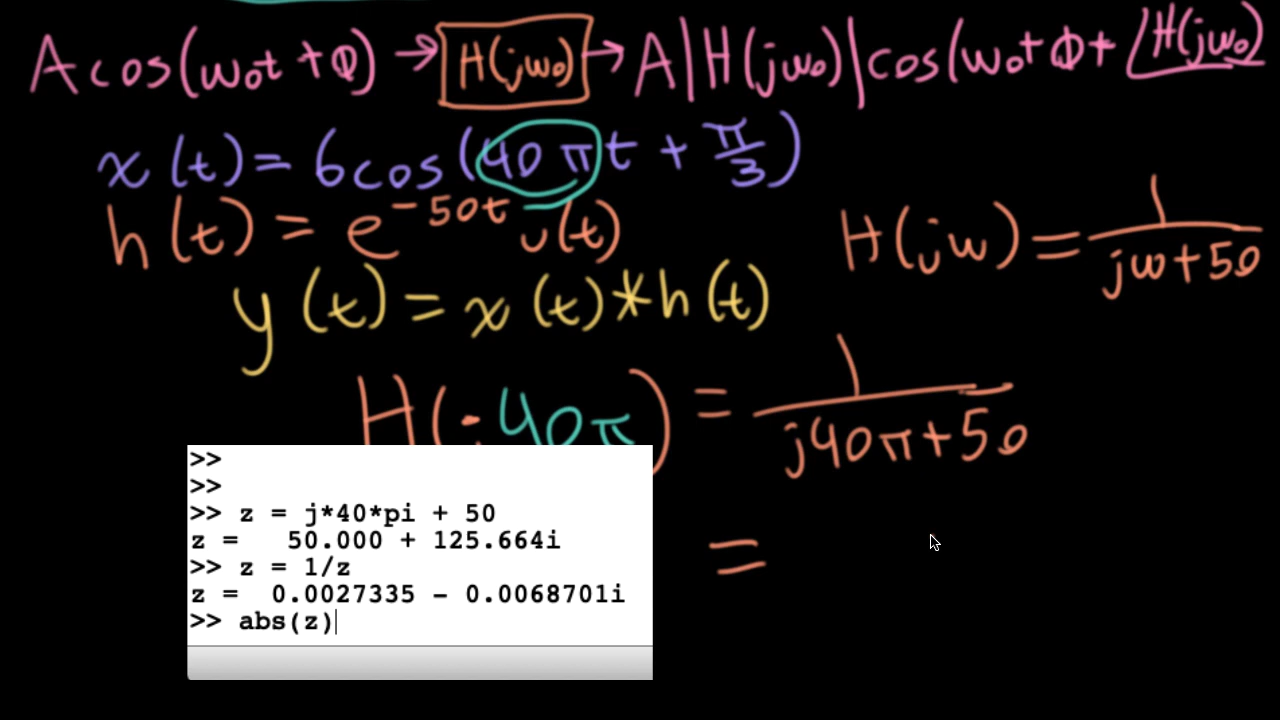 A cos(ω₀t + Φ) → H(jω₀) → A|H(jω₀)|cos(ω₀t Φ + ∠H(jω₀)
x(t) = 6cos(40πt + π/3)
h(t) = e^-50t u(t)
H(jω) = 1/(jω+50)
y(t) = x(t)*h(t)
H(j40π) = 1/(j40π+50)
=
>>
>>
>> z = j*40*pi + 50
z =   50.000 + 125.664i
>> z = 1/z
z =  0.0027335 - 0.0068701i
>> abs(z)